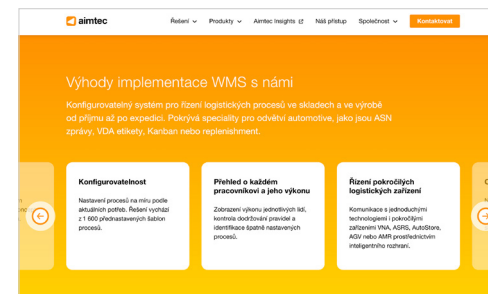 aimtec
Řešení Produkty Aimtec Insights Náš přístup Společnost Kontaktovat
Výhody implementace WMS s námi
Konfigurovatelný systém pro řízení logistických procesů ve skladech a ve výrobě
od příjmu až po expedici. Pokrývá speciality pro odvětví automotive, jako jsou ASN
zprávy, VDA etikety, Kanban nebo replenishment.
Konfigurovatelnost
Nastavení procesů na míru podle
aktuálních potřeb. Řešení vychází
z 1 600 přednastavených šablon
procesů.
Přehled o každém
pracovníkovi a jeho výkonu
Zobrazení výkonu jednotlivých lidí,
kontrola dodržování pravidel a
identifikace špatně nastavených
procesů.
Řízení pokročilých
logistických zařízení
Komunikace s jednoduchými
technologiemi i pokročilými
zařízeními VNA, ASRS, AutoStore,
AGV nebo AMR prostřednictvím
inteligentního rozhraní.